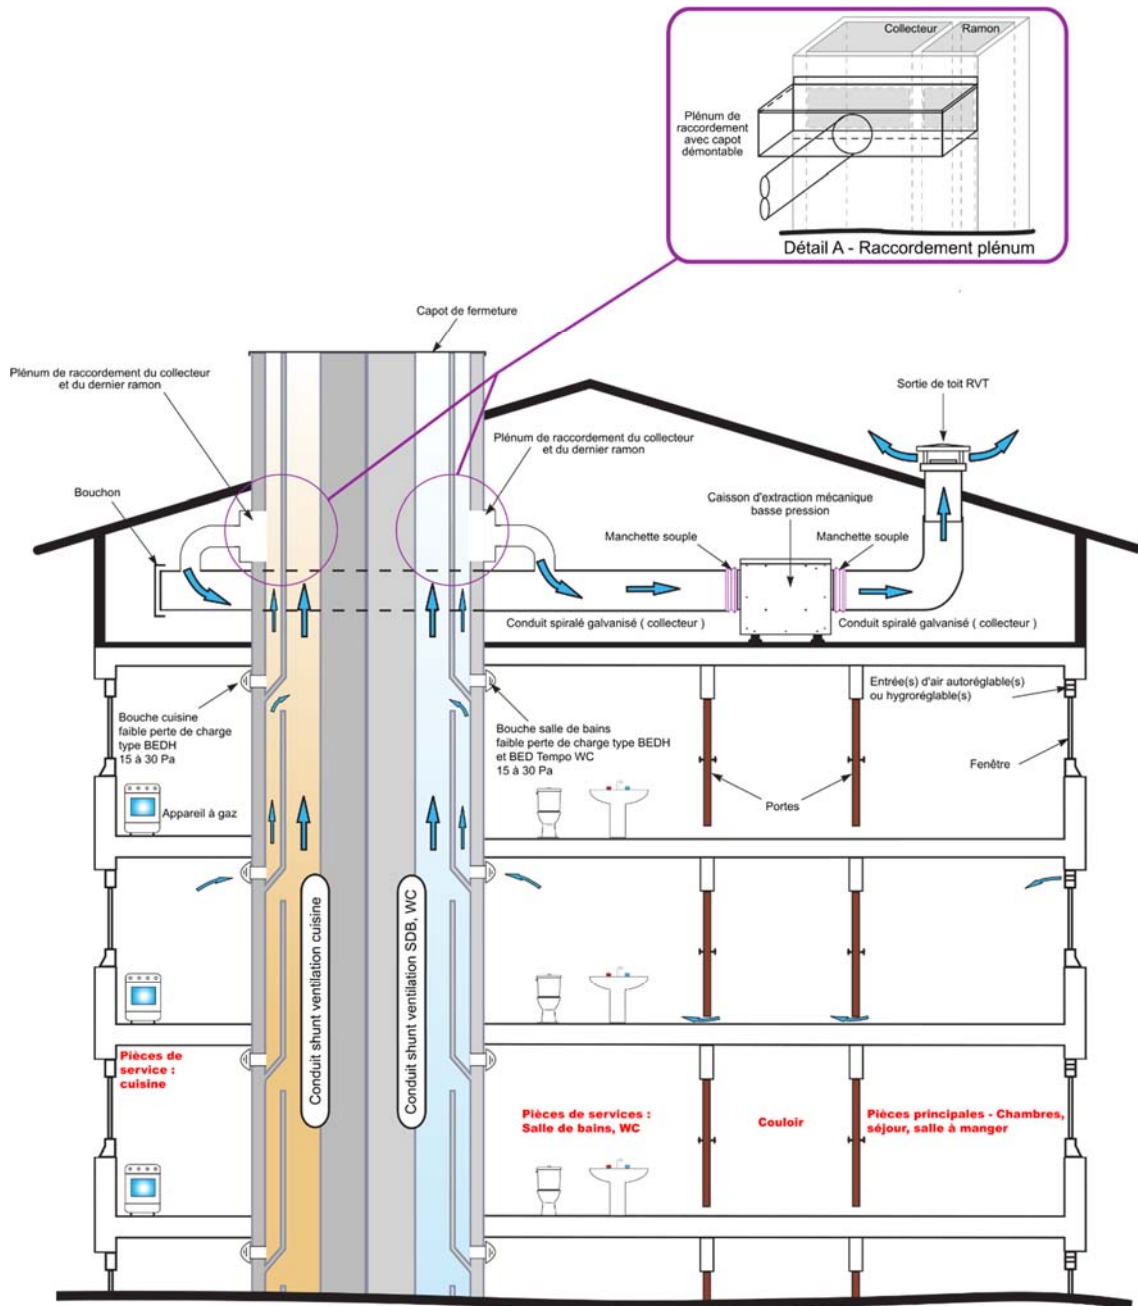 Collecteur
Ramon
Plénum de
raccordement
avec capot
démontable
Détail A - Raccordement plénum
Capot de fermeture
Plénum de raccordement du collecteur
et du dernier ramon
Sortie de toit RVT
Plénum de raccordement du collecteur
et du dernier ramon
Bouchon
Caisson d'extraction mécanique
basse pression
Manchette souple
Manchette souple
Conduit spiralé galvanisé ( collecteur )
Conduit spiralé galvanisé ( collecteur )
Entrée(s) d'air autoréglable(s)
ou hygroréglable(s)
Bouche cuisine
faible perte de charge
type BEDH
15 à 30 Pa
Bouche salle de bains
faible perte de charge type BEDH
et BED Tempo WC
15 à 30 Pa
Fenêtre
Portes
Appareil à gaz
Conduit shunt ventilation cuisine
Conduit shunt ventilation SDB, WC
Pièces de
service :
cuisine
Pièces de services :
Salle de bains, WC
Couloir
Pièces principales - Chambres,
séjour, salle à manger